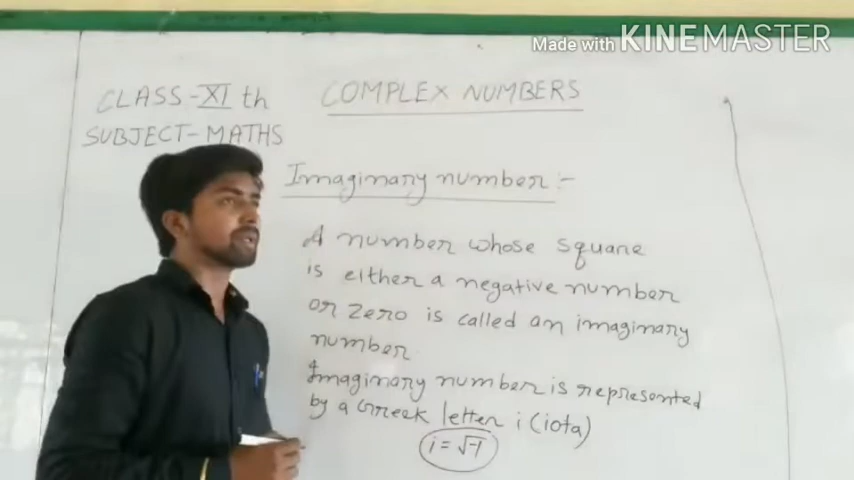 Made with KINEMASTER
CLASS-XI th
SUBJECT-MATHS
COMPLEX NUMBERS
Imaginary number :-
A number whose square
is either a negative number
or zero is called an imaginary
number
Imaginary number is represented
by a Greek letter i (iota)
i = √-1